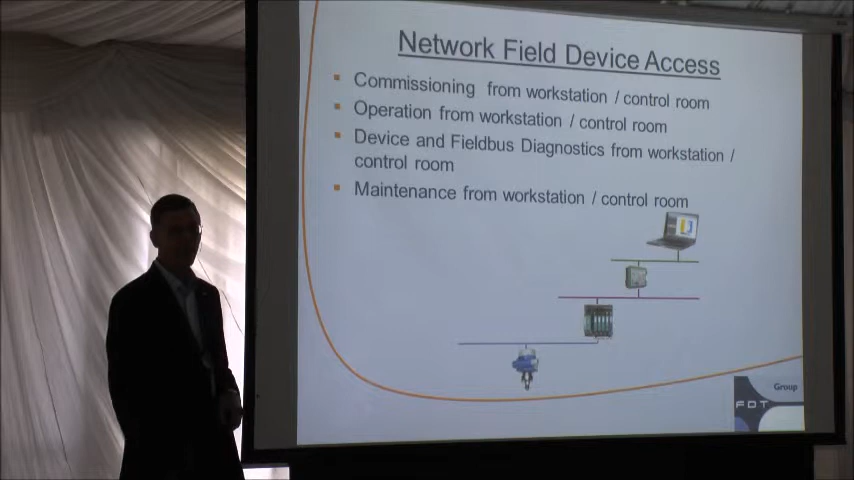 Network Field Device Access
Commissioning from workstation / control room
Operation from workstation / control room
Device and Fieldbus Diagnostics from workstation /
control room
Maintenance from workstation / control room
Group
FDT